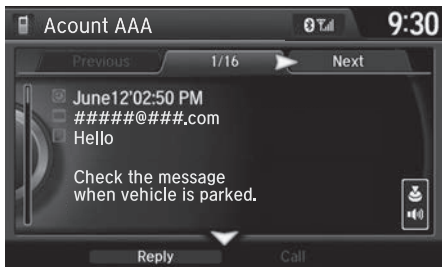 Acount AAA 9:30
Previous 1/16 Next
June12'02:50 PM
#####@###.com
Hello
Check the message
when vehicle is parked.
Reply Call